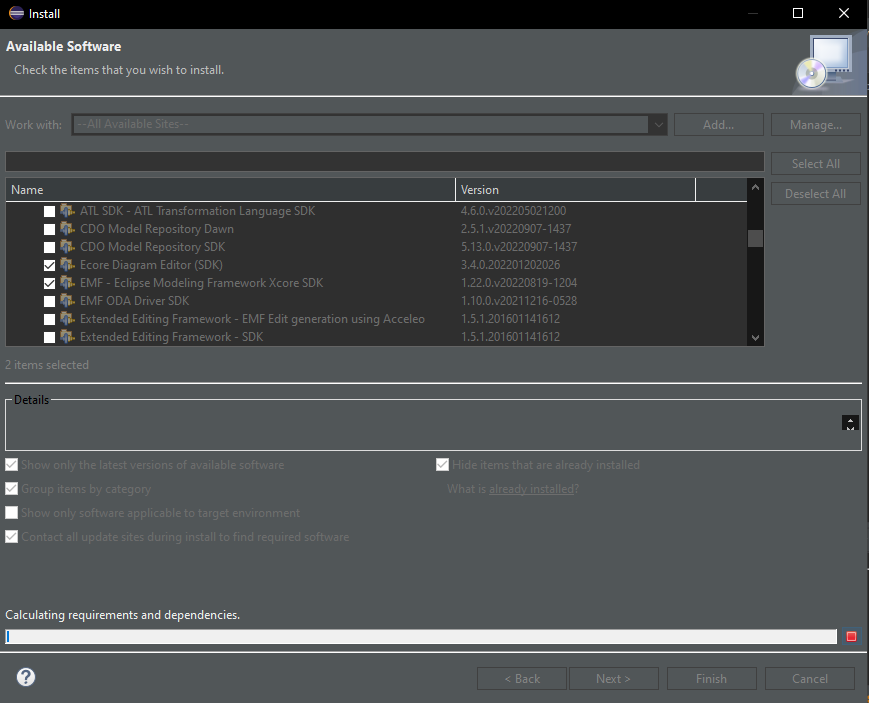 Install
Available Software
Check the items that you wish to install.
Work with: --All Available Sites-- Add... Manage...
Select All
Name Version
Deselect All
ATL SDK - ATL Transformation Language SDK 4.6.0.v202205021200
CDO Model Repository Dawn 2.5.1.v20220907-1437
CDO Model Repository SDK 5.13.0.v20220907-1437
Ecore Diagram Editor (SDK) 3.4.0.202201202026
EMF - Eclipse Modeling Framework Xcore SDK 1.22.0.v20220819-1204
EMF ODA Driver SDK 1.10.0.v20211216-0528
Extended Editing Framework - EMF Edit generation using Acceleo 1.5.1.201601141612
Extended Editing Framework - SDK 1.5.1.201601141612
2 items selected
Details
Show only the latest versions of available software Hide items that are already installed
Group items by category What is already installed?
Show only software applicable to target environment
Contact all update sites during install to find required software
Calculating requirements and dependencies.
? < Back Next > Finish Cancel